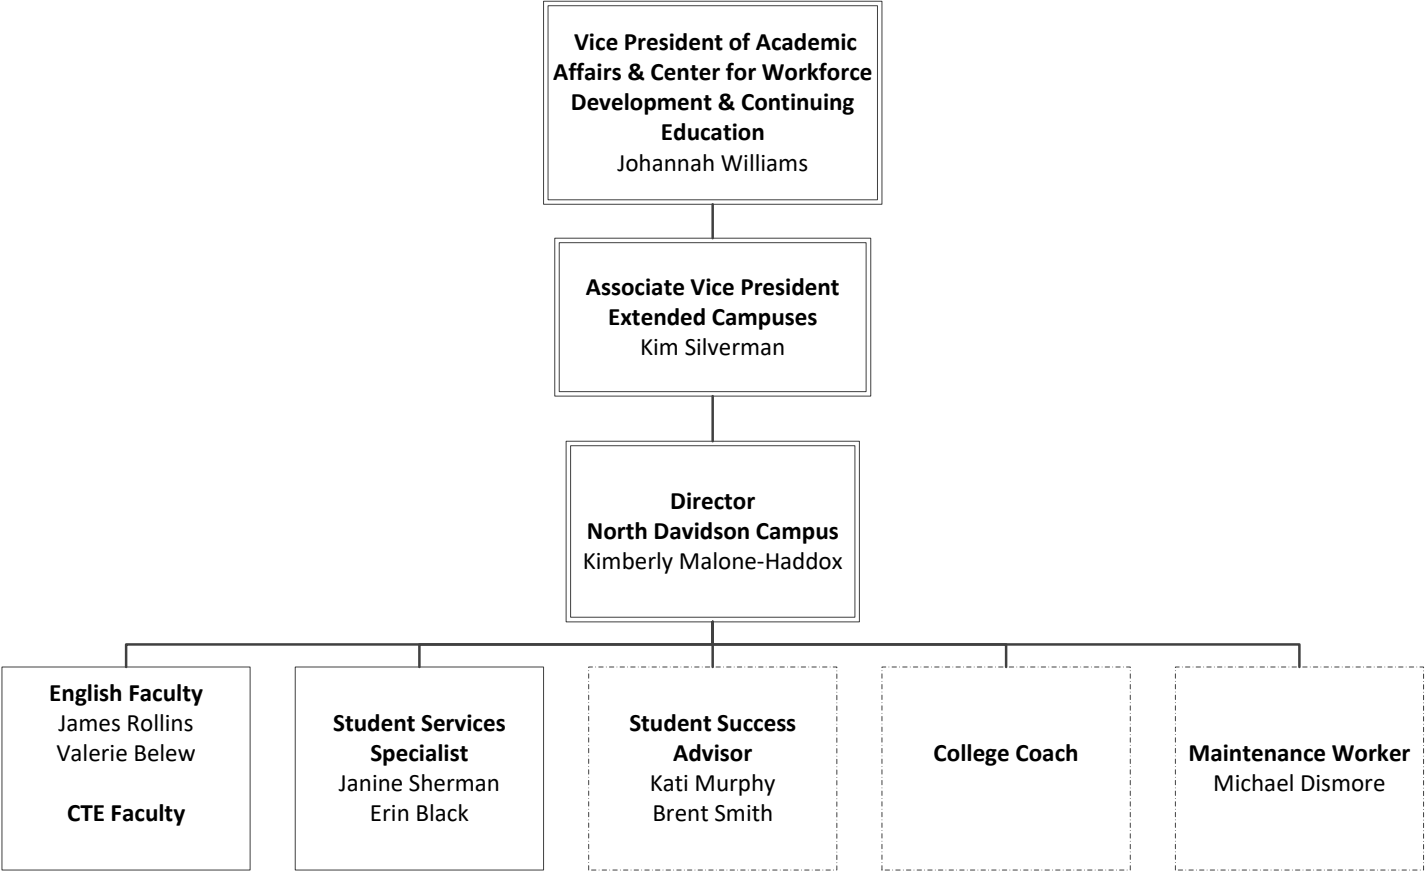 Vice President of Academic
Affairs & Center for Workforce
Development & Continuing
Education
Johannah Williams
Associate Vice President
Extended Campuses
Kim Silverman
Director
North Davidson Campus
Kimberly Malone-Haddox
English Faculty
James Rollins
Valerie Belew
CTE Faculty
Student Services
Specialist
Janine Sherman
Erin Black
Student Success
Advisor
Kati Murphy
Brent Smith
College Coach
Maintenance Worker
Michael Dismore